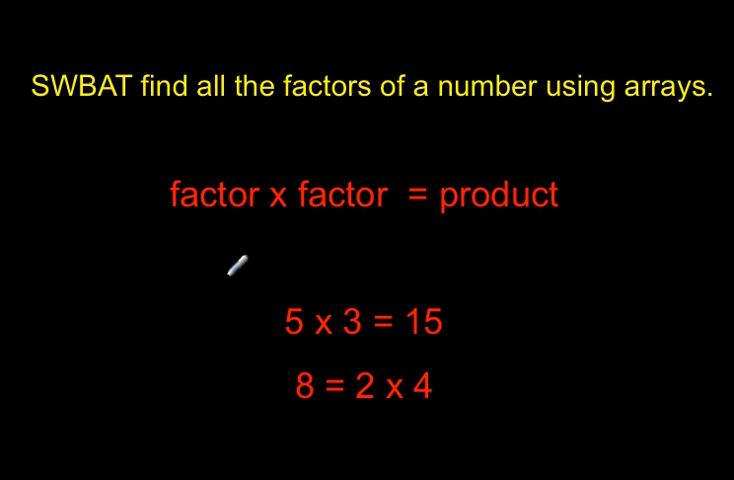 SWBAT find all the factors of a number using arrays.
factor x factor = product
5 x 3 = 15
8 = 2 x 4